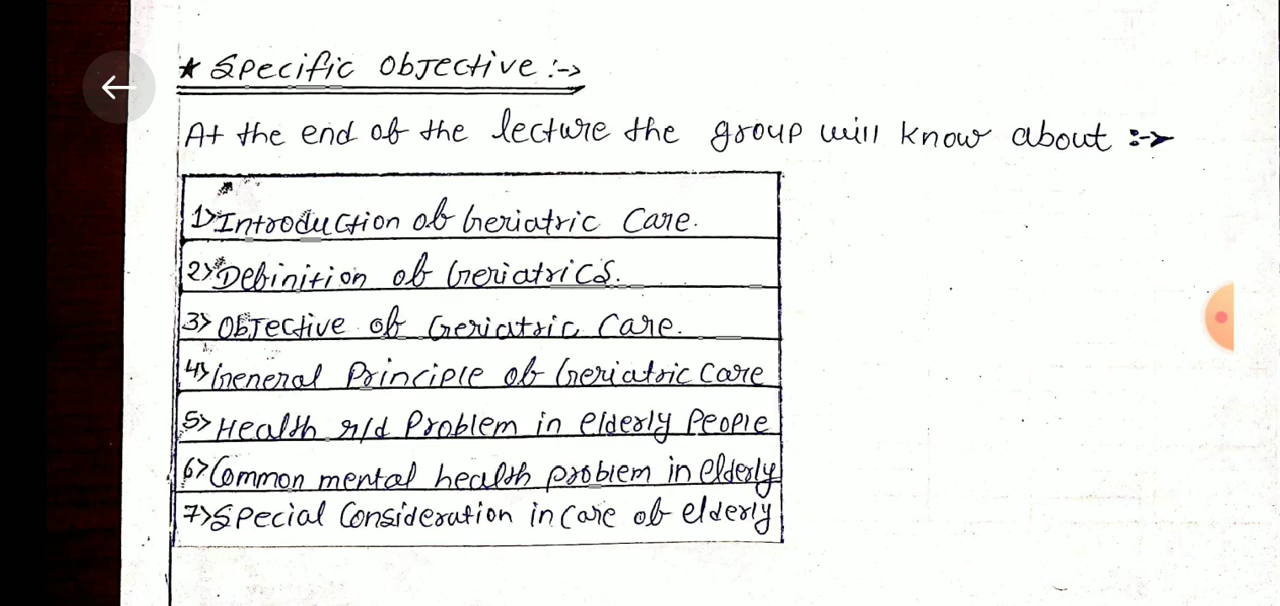 * Specific Objective :->
At the end of the lecture the group will know about :->
1> Introduction of Geriatric Care.
2> Definition of Geriatrics.
3> Objective of Geriatric Care.
4> General Principle of Geriatric Care
5> Health r/d Problem in elderly People
6> Common mental health problem in elderly
7> Special Consideration in Care of elderly